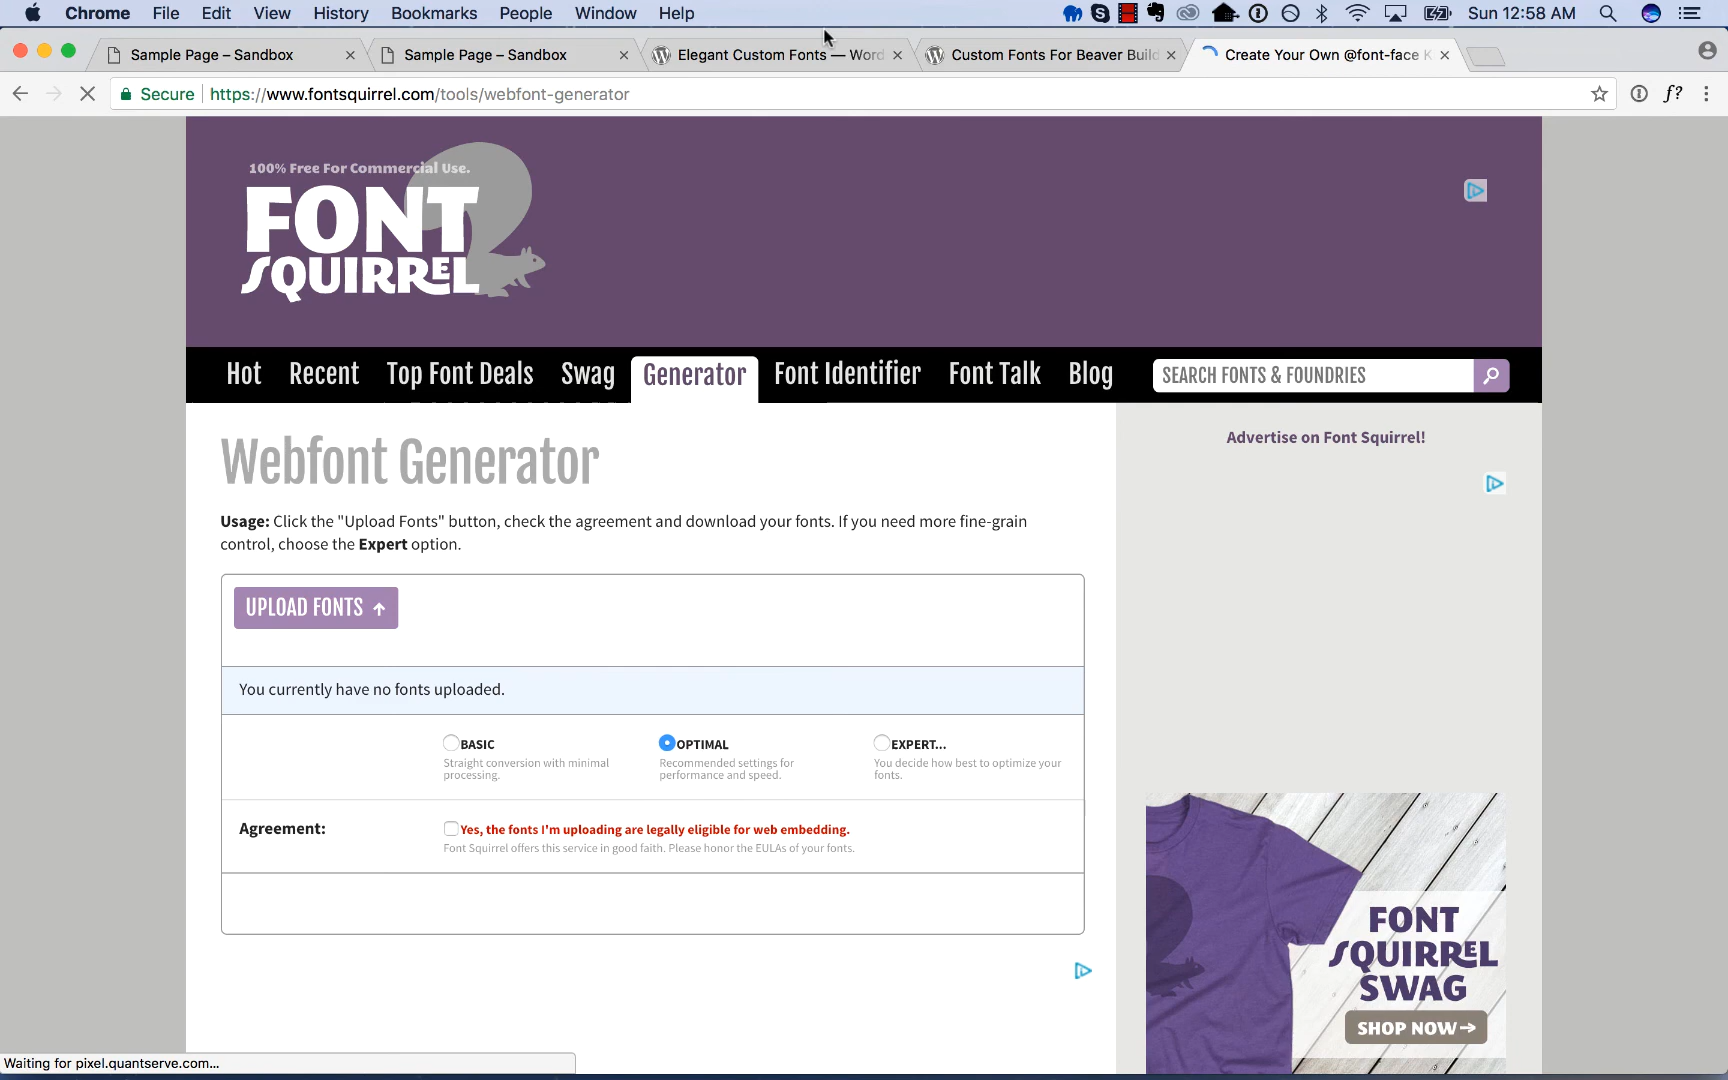 Chrome File Edit View History Bookmarks People Window Help Sun 12:58 AM
Sample Page – Sandbox Sample Page – Sandbox Elegant Custom Fonts — Word Custom Fonts For Beaver Build Create Your Own @font-face K
Secure https://www.fontsquirrel.com/tools/webfont-generator f?
100% Free For Commercial Use.
FONT
SQUIRREL
Hot Recent Top Font Deals Swag Generator Font Identifier Font Talk Blog SEARCH FONTS & FOUNDRIES
Webfont Generator
Advertise on Font Squirrel!
Usage: Click the "Upload Fonts" button, check the agreement and download your fonts. If you need more fine-grain
control, choose the Expert option.
UPLOAD FONTS
You currently have no fonts uploaded.
BASIC OPTIMAL EXPERT...
Straight conversion with minimal Recommended settings for You decide how best to optimize your
processing. performance and speed. fonts.
Agreement: Yes, the fonts I'm uploading are legally eligible for web embedding.
Font Squirrel offers this service in good faith. Please honor the EULAs of your fonts.
FONT
SQUIRREL
SWAG
SHOP NOW
Waiting for pixel.quantserve.com...